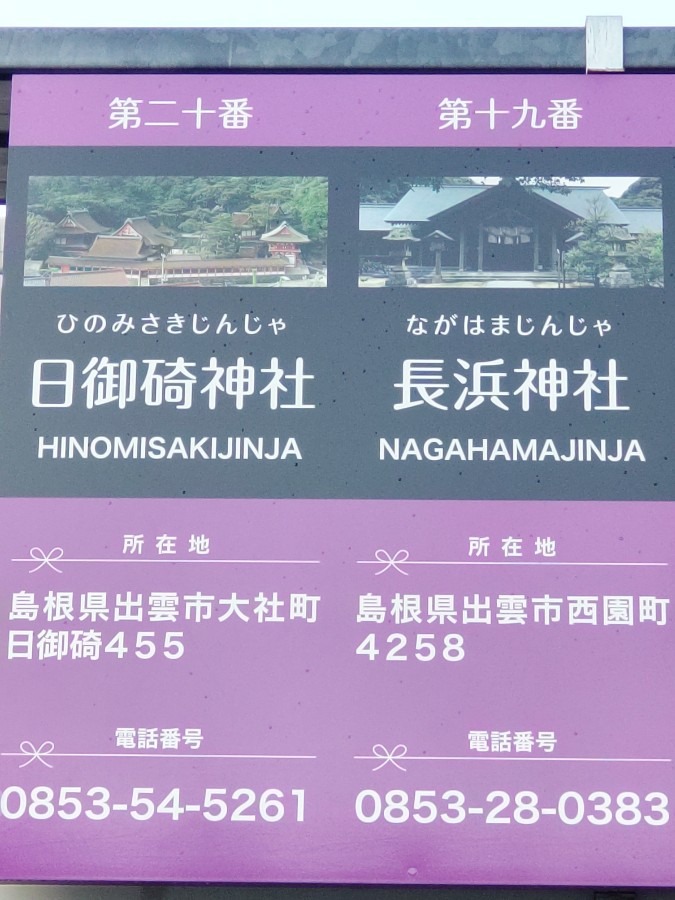 第二十番
ひのみさきじんじゃ
日御碕神社
HINOMISAKIJINJA
所在地
島根県出雲市大社町
日御碕455
電話番号
0853-54-5261
第十九番
ながはまじんじゃ
長浜神社
NAGAHAMAJINJA
所在地
島根県出雲市西園町
4258
電話番号
0853-28-0383